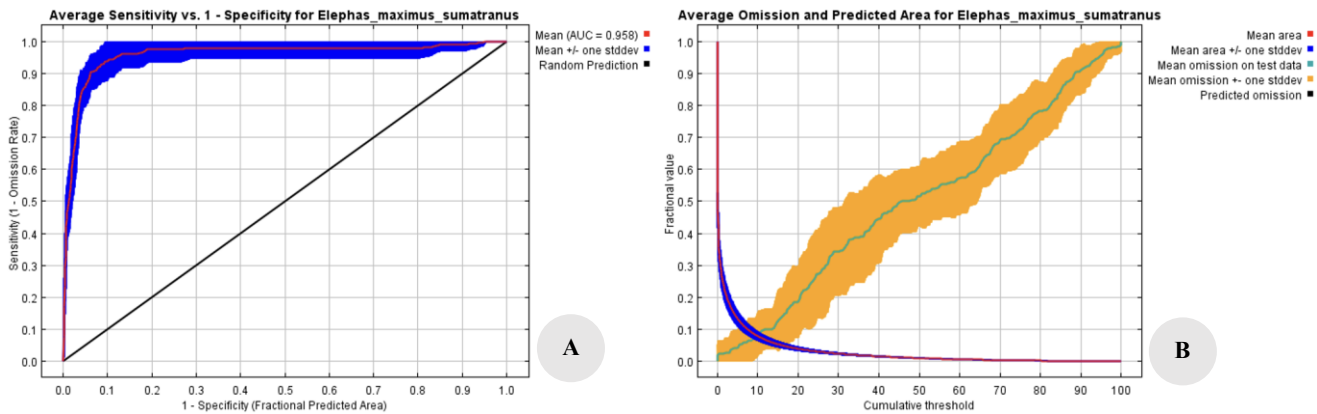 Average Sensitivity vs. 1 - Specificity for Elephas_maximus_sumatranus
Mean (AUC = 0.958)
Mean +/- one stddev
Random Prediction
Sensitivity (1 - Omission Rate)
1.0
0.9
0.8
0.7
0.6
0.5
0.4
0.3
0.2
0.1
0.0
0.0 0.1 0.2 0.3 0.4 0.5 0.6 0.7 0.8 0.9 1.0
1 - Specificity (Fractional Predicted Area)
A
Average Omission and Predicted Area for Elephas_maximus_sumatranus
Mean area
Mean area +/- one stddev
Mean omission on test data
Mean omission +- one stddev
Predicted omission
Fractional value
1.0
0.9
0.8
0.7
0.6
0.5
0.4
0.3
0.2
0.1
0.0
0 10 20 30 40 50 60 70 80 90 100
Cumulative threshold
B